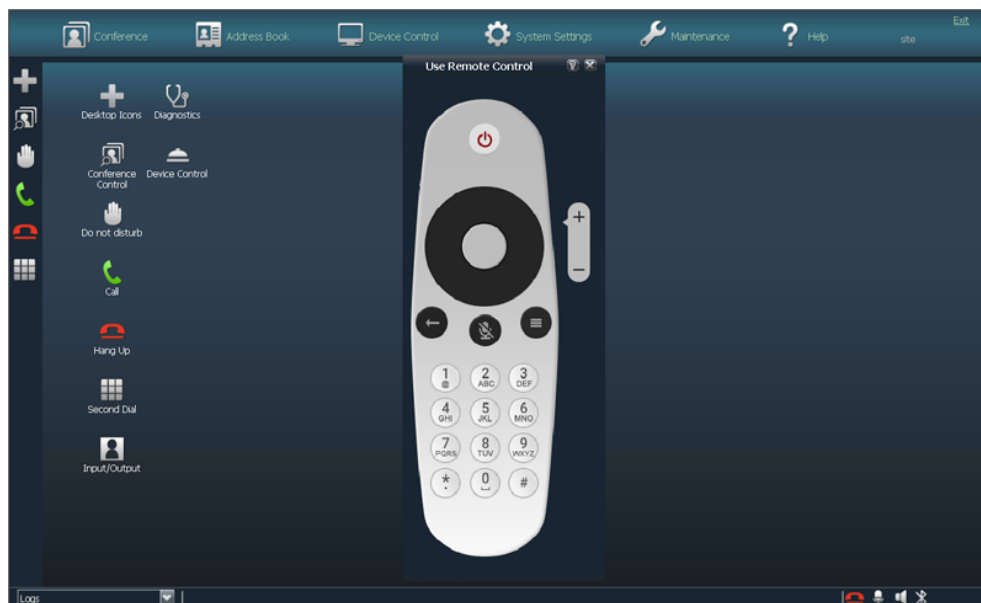 Exit
Conference
Address Book
Device Control
System Settings
Maintenance
? Help
site
Use Remote Control
Desktop Icons
Diagnostics
Conference
Control
Device Control
Do not disturb
Call
Hang Up
Second Dial
Input/Output
1
@
2
ABC
3
DEF
4
GHI
5
JKL
6
MNO
7
PQRS
8
TUV
9
WXYZ
*
.
0
#
+
−
Logs